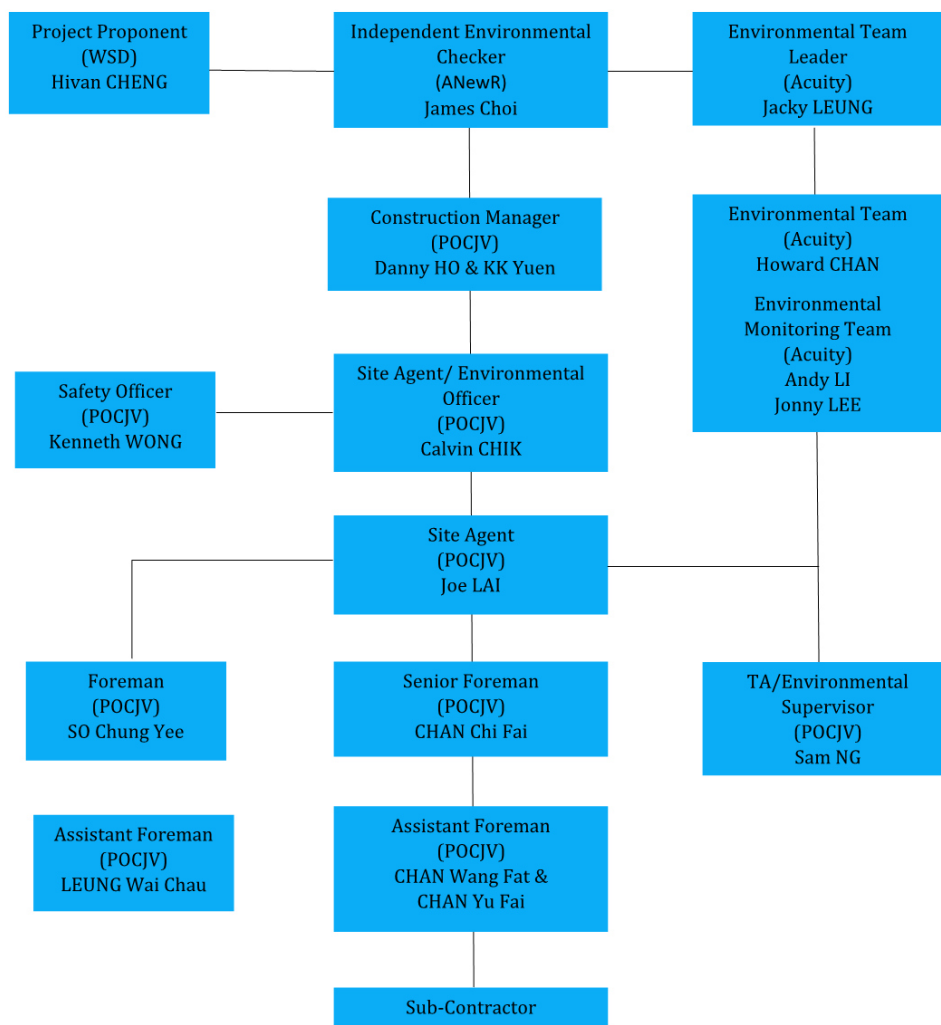 Project Proponent
(WSD)
Hivan CHENG
Independent Environmental
Checker
(ANewR)
James Choi
Environmental Team
Leader
(Acuity)
Jacky LEUNG
Construction Manager
(POCJV)
Danny HO & KK Yuen
Environmental Team
(Acuity)
Howard CHAN
Environmental
Monitoring Team
(Acuity)
Andy LI
Jonny LEE
Safety Officer
(POCJV)
Kenneth WONG
Site Agent/ Environmental
Officer
(POCJV)
Calvin CHIK
Site Agent
(POCJV)
Joe LAI
Foreman
(POCJV)
SO Chung Yee
Senior Foreman
(POCJV)
CHAN Chi Fai
TA/Environmental
Supervisor
(POCJV)
Sam NG
Assistant Foreman
(POCJV)
LEUNG Wai Chau
Assistant Foreman
(POCJV)
CHAN Wang Fat &
CHAN Yu Fai
Sub-Contractor